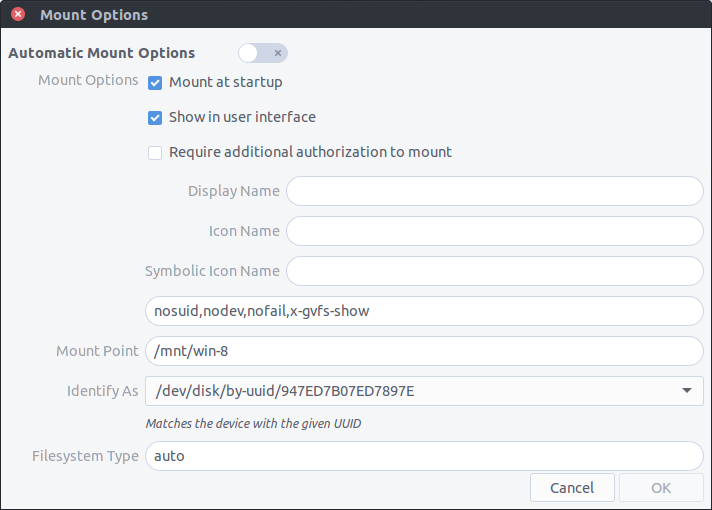 Mount Options
Automatic Mount Options
Mount Options Mount at startup
Show in user interface
Require additional authorization to mount
Display Name
Icon Name
Symbolic Icon Name
nosuid,nodev,nofail,x-gvfs-show
Mount Point /mnt/win-8
Identify As /dev/disk/by-uuid/947ED7B07ED7897E
Matches the device with the given UUID
Filesystem Type auto
Cancel OK